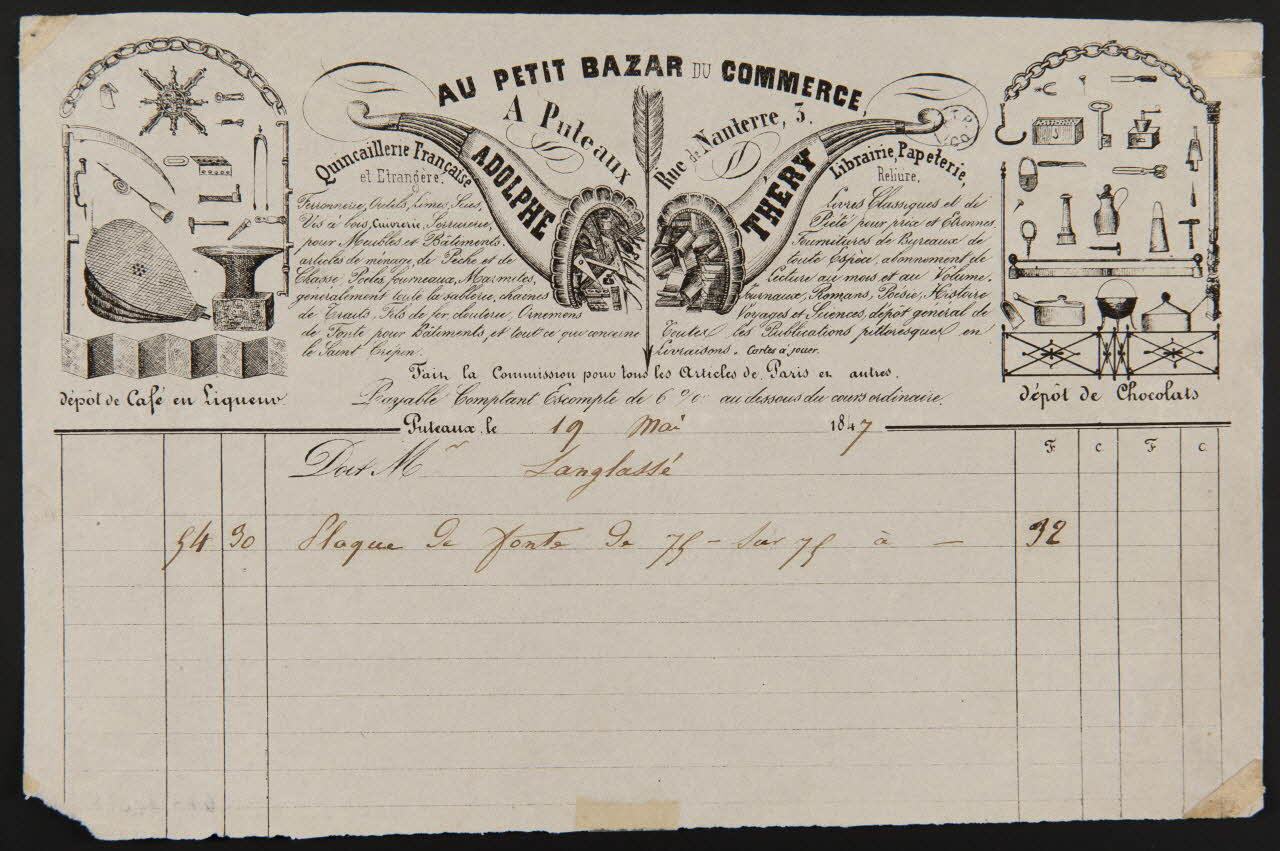 AU PETIT BAZAR DU COMMERCE,
A Puteaux Rue de Nanterre, 3.
ADOLPHE THÉRY
Quincaillerie Française
et Etrangère.
Ferronnerie, Outils, Limes, Scies,
Vis à bois, Cuivrerie, Serrurerie,
pour Meubles et Bâtiments.
articles de ménage, de Pêche et de
Chasse Poeles, fourneaux, Marmites,
généralement toute la sablerie, chaines
de Traits. Fils de fer, clouterie, Ornemens
de Fonte pour Bâtiments, et tout ce qui concerne
le Saint Crépin.
Librairie, Papeterie,
Reliure,
Livres Classiques et de
Piété pour prix et Etrennes
Fournitures de Bureaux de
toute Espèce, abonnement de
Lecture au mois et au Volume.
Journaux, Romans, Poésie, Histoire
Voyages et Sciences, dépot général de
Toutes les Publications pittoresques en
Livraisons. Cartes à jouer.
Fait la Commission pour tous les Articles de Paris et autres.
Payable Comptant Escompte de 6 % au dessous du cours ordinaire.
dépôt de Café et Liqueur
dépôt de Chocolats
Puteaux, le 19 Mai 1847
F. C. F. C.
Doit Mr Langlassé
54 30 Plaque de fonte de 75 - sur 75 à - 32